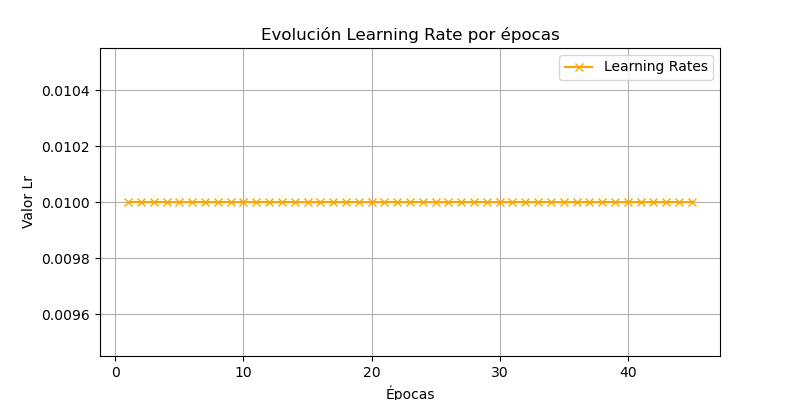 Evolución Learning Rate por épocas
Learning Rates
0.0104
0.0102
0.0100
0.0098
0.0096
Valor Lr
0 10 20 30 40
Épocas